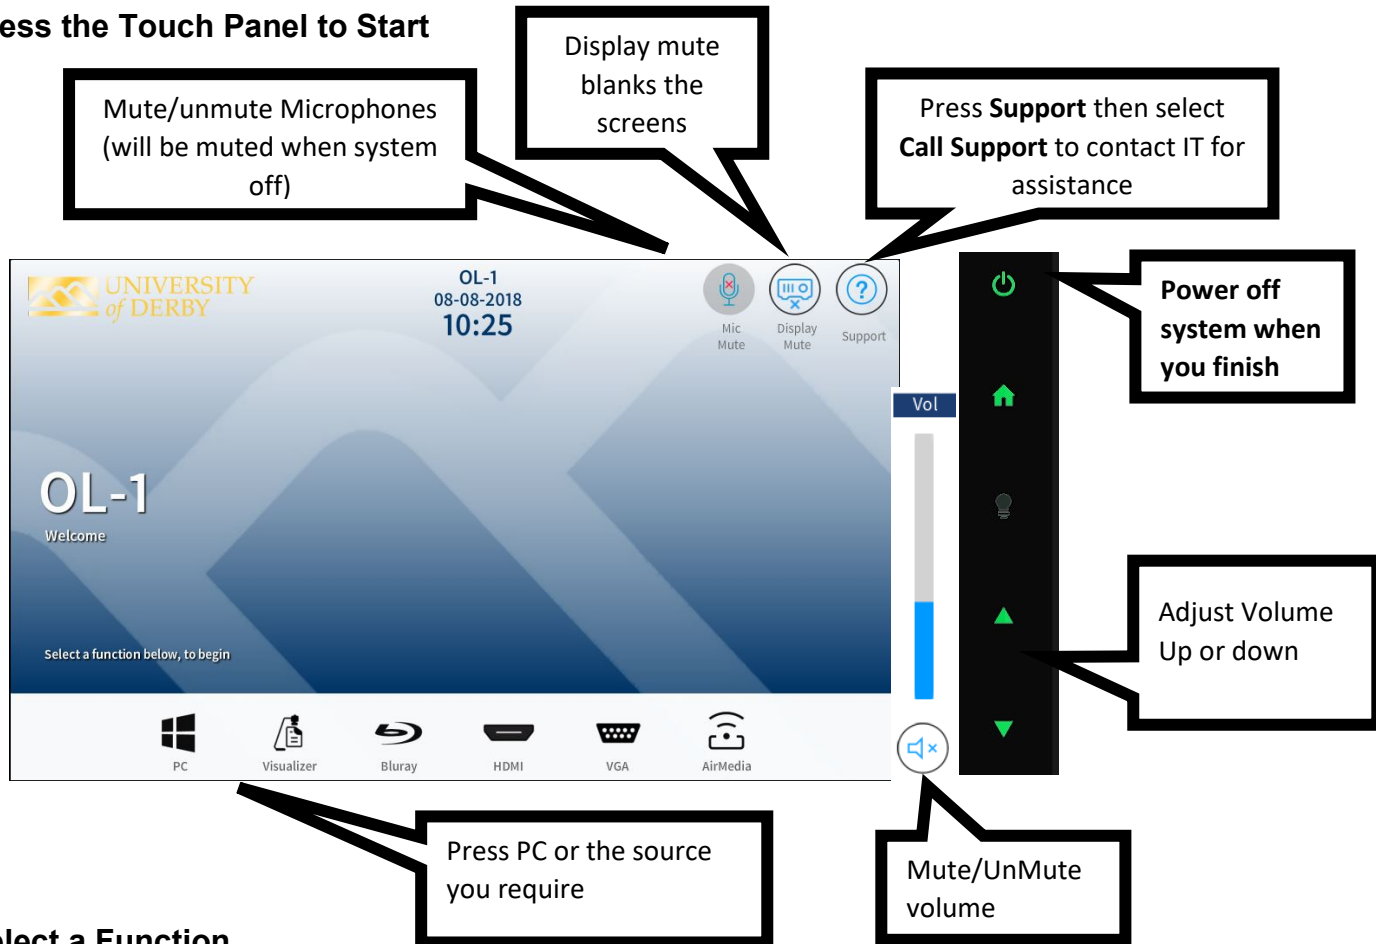 ess the Touch Panel to Start
Display mute
blanks the
screens
Mute/unmute Microphones
(will be muted when system
off)
Press Support then select
Call Support to contact IT for
assistance
UNIVERSITY
of DERBY
OL-1
08-08-2018
10:25
Mic
Mute
Display
Mute
Support
Power off
system when
you finish
Vol
OL-1
Welcome
Adjust Volume
Up or down
Select a function below, to begin
PC
Visualizer
Bluray
HDMI
VGA
AirMedia
Press PC or the source
you require
Mute/UnMute
volume
lect a Function